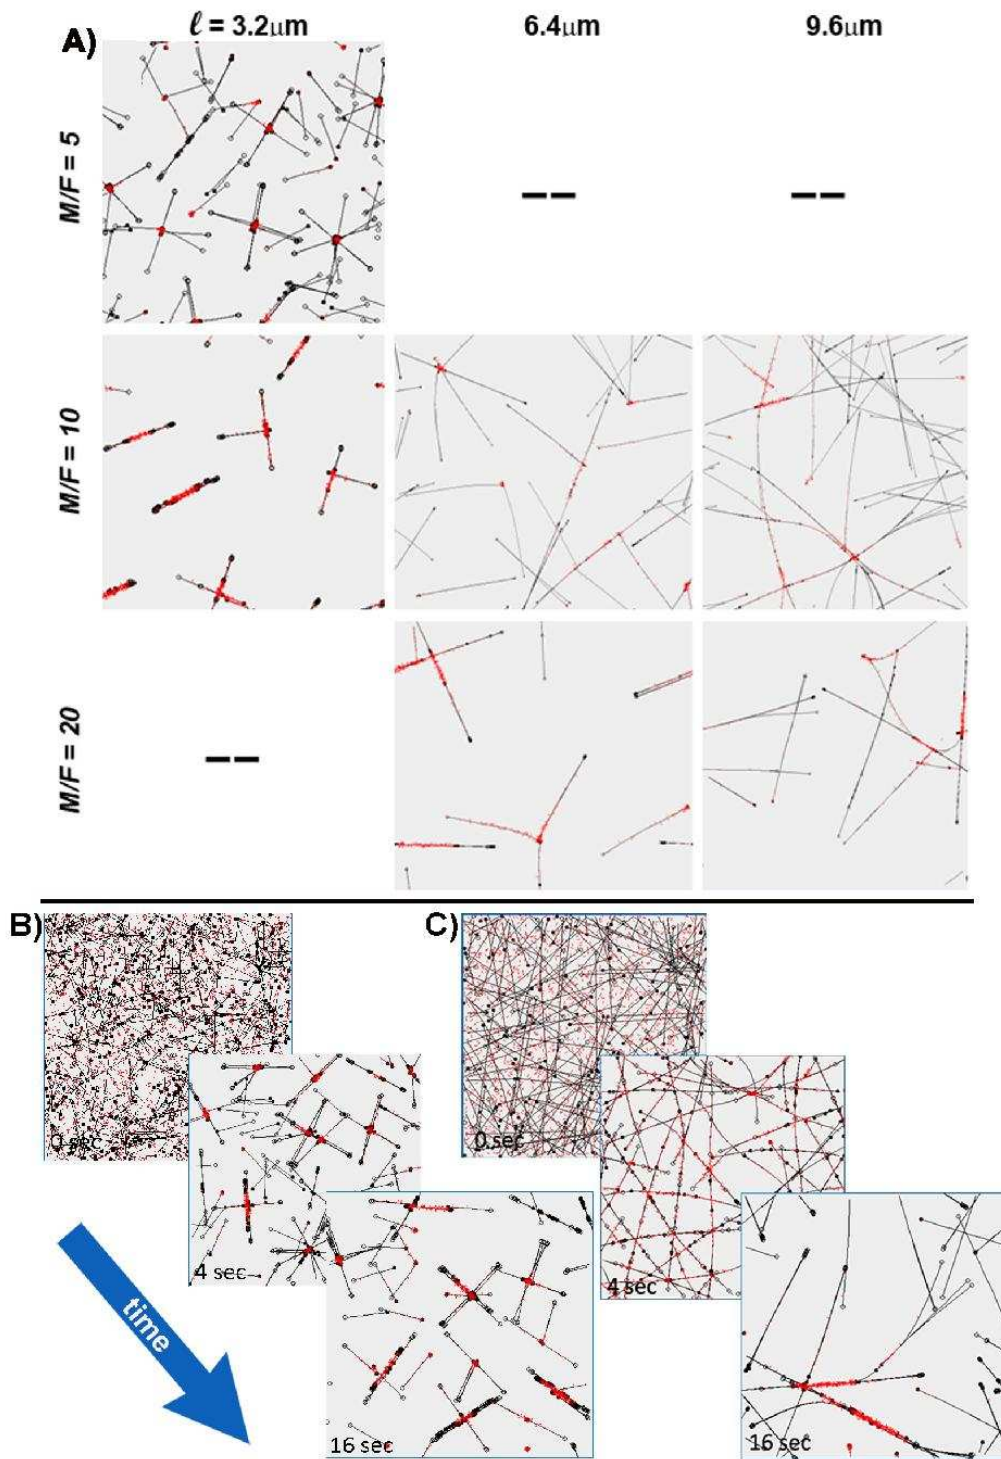 A)
ℓ = 3.2μm
6.4μm
9.6μm
M/F = 5
— —
— —
M/F = 10
M/F = 20
— —
B)
C)
0 sec
4 sec
16 sec
0 sec
4 sec
16 sec
time